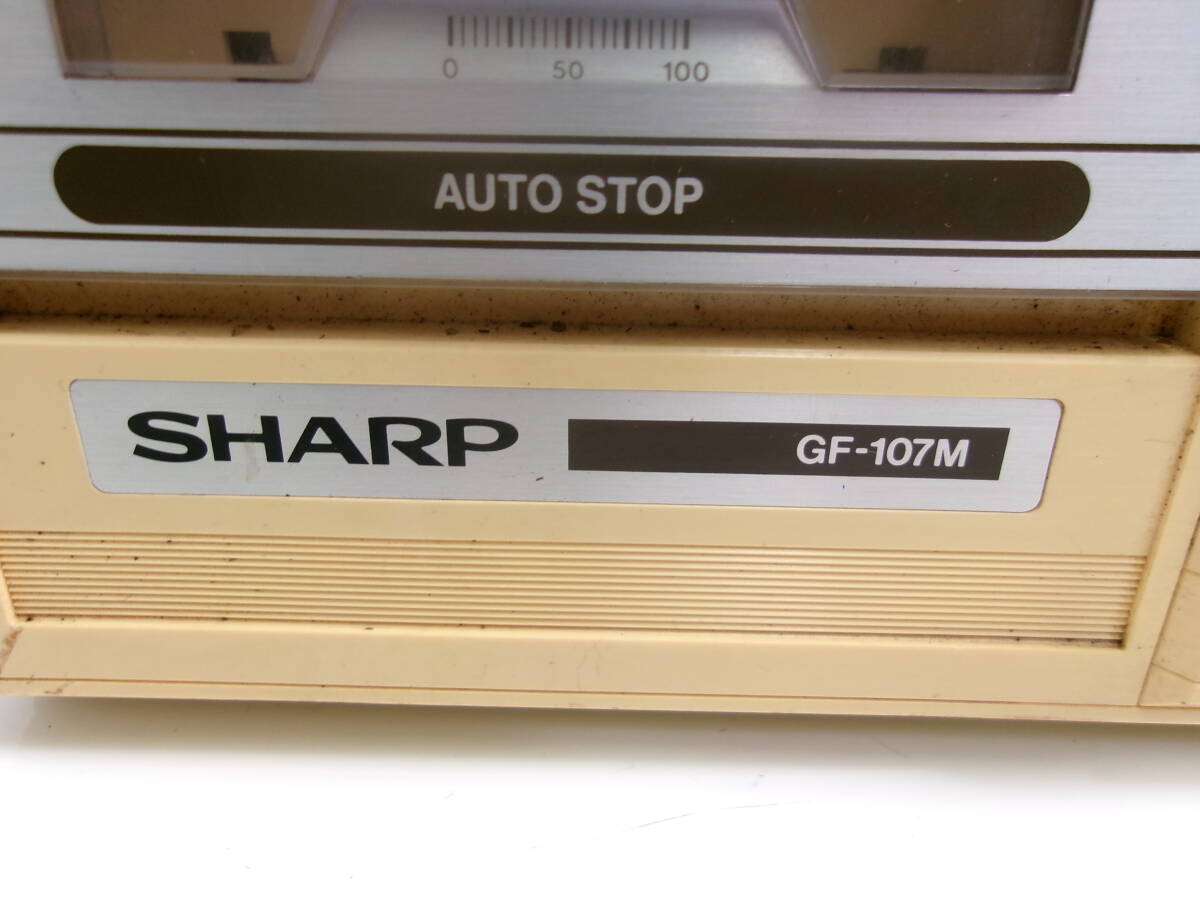 0 50 100
AUTO STOP
SHARP GF-107M